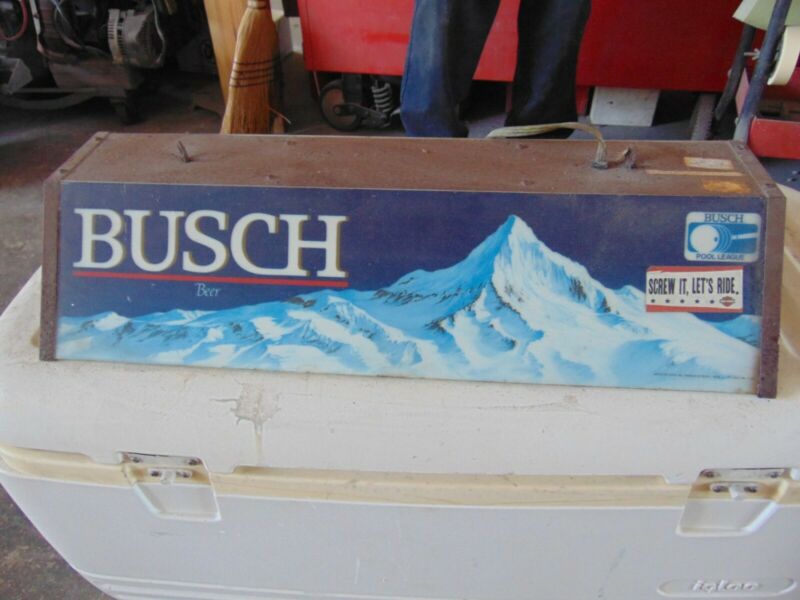 BUSCH
Beer
BUSCH
POOL LEAGUE
SCREW IT, LET'S RIDE.
igloo